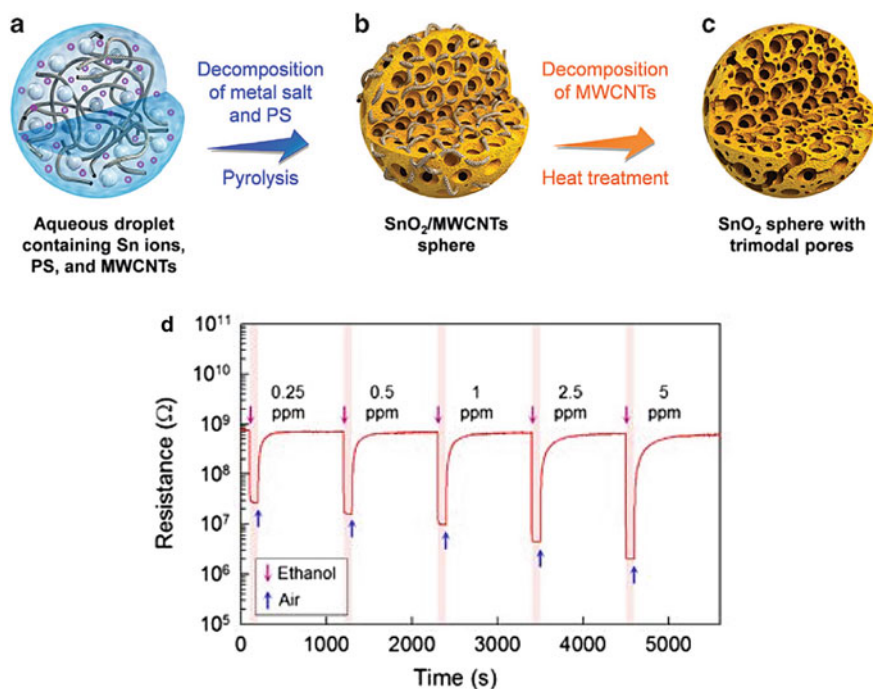 a
Decomposition
of metal salt
and PS
Pyrolysis
b
Decomposition
of MWCNTs
Heat treatment
c
Aqueous droplet
containing Sn ions,
PS, and MWCNTs
SnO₂/MWCNTs
sphere
SnO₂ sphere with
trimodal pores
d
Resistance (Ω)
10¹¹
10¹⁰
10⁹
10⁸
10⁷
10⁶
10⁵
0.25
ppm
0.5
ppm
1
ppm
2.5
ppm
5
ppm
↓ Ethanol
↑ Air
0 1000 2000 3000 4000 5000
Time (s)